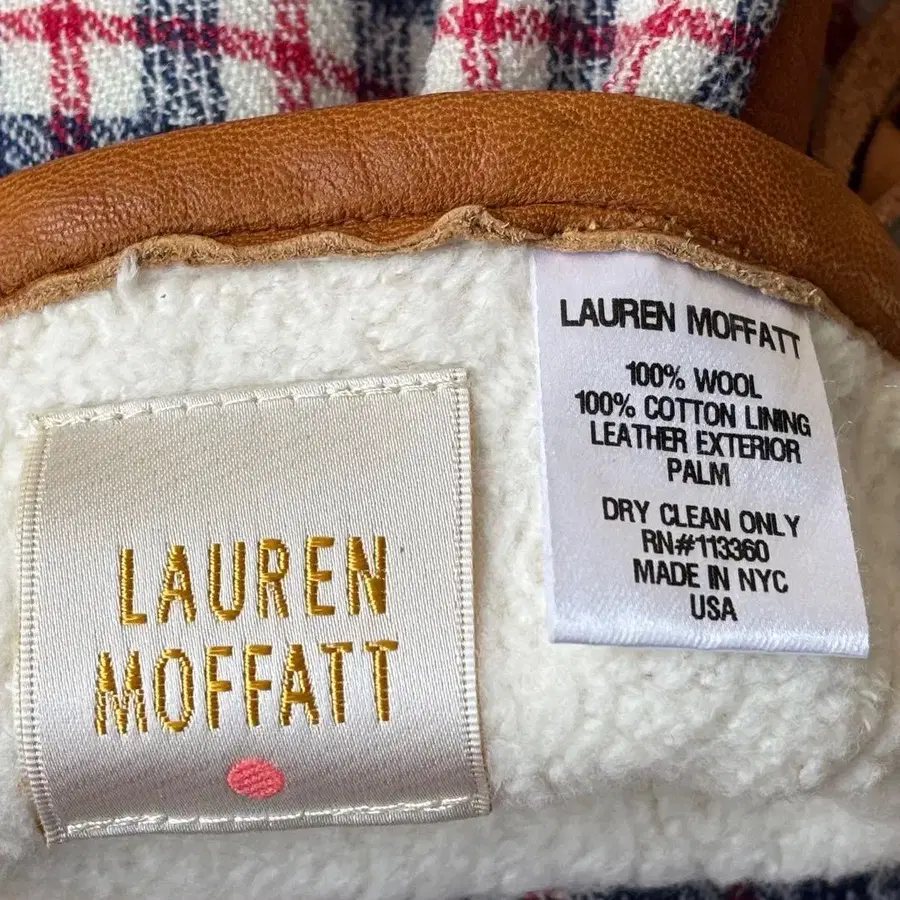 LAUREN
MOFFATT
LAUREN MOFFATT
100% WOOL
100% COTTON LINING
LEATHER EXTERIOR
PALM
DRY CLEAN ONLY
RN#113360
MADE IN NYC
USA